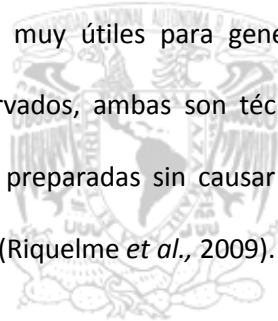 muy útiles para gene
rvados, ambas son téc
preparadas sin causar
(Riquelme et al., 2009).